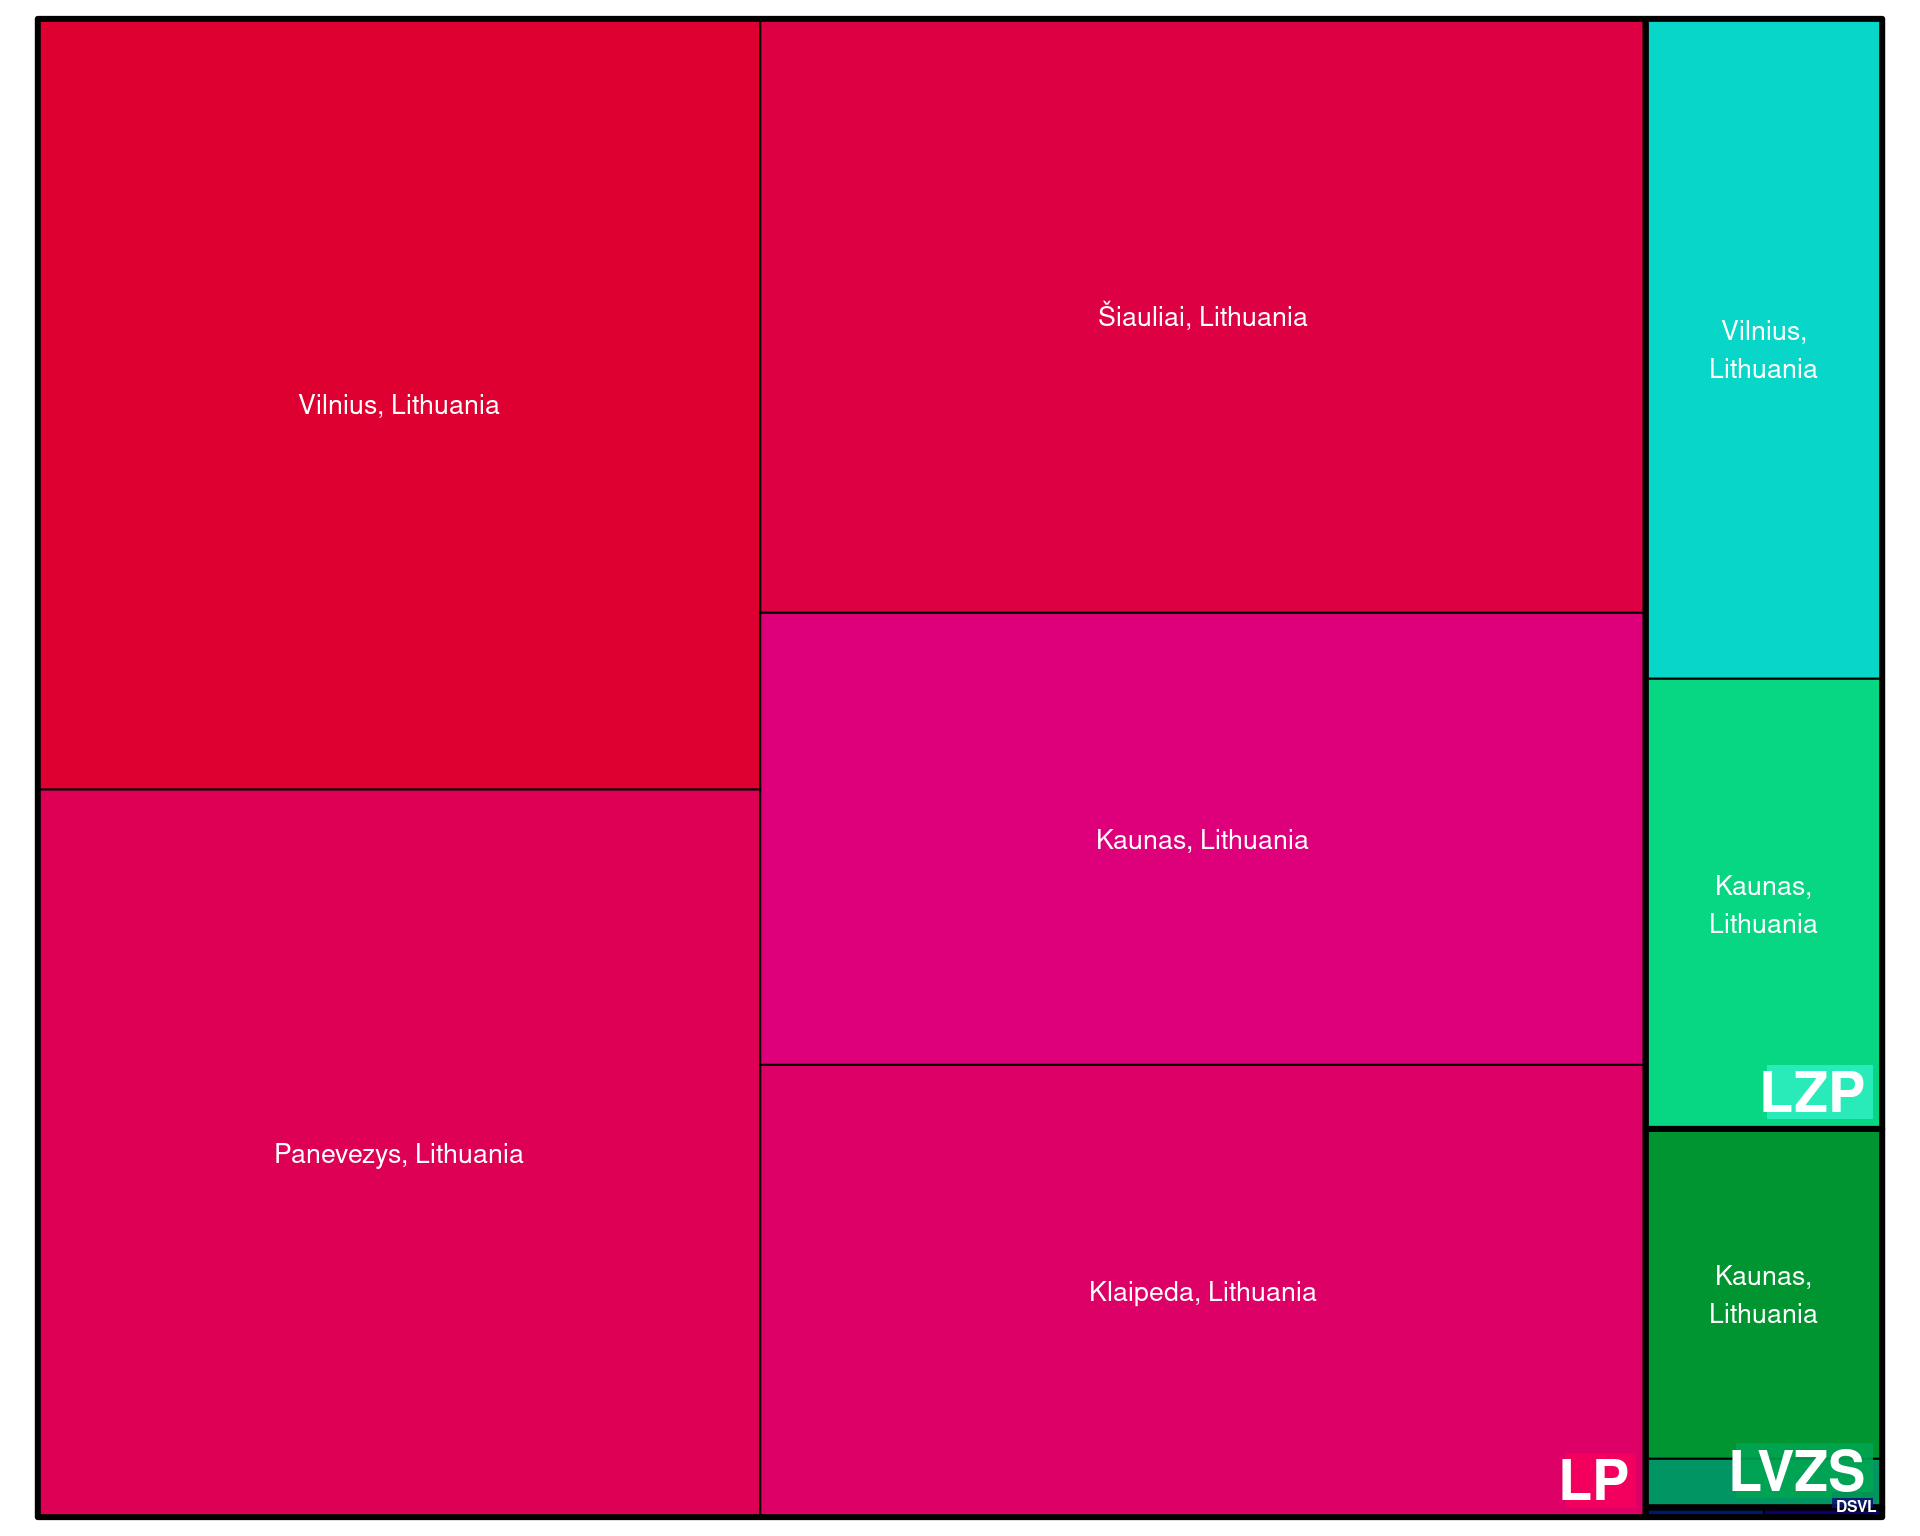 Vilnius, Lithuania
Panevezys, Lithuania
Šiauliai, Lithuania
Kaunas, Lithuania
Klaipeda, Lithuania
LP
Vilnius,
Lithuania
Kaunas,
Lithuania
LZP
Kaunas,
Lithuania
LVZS
DSVL